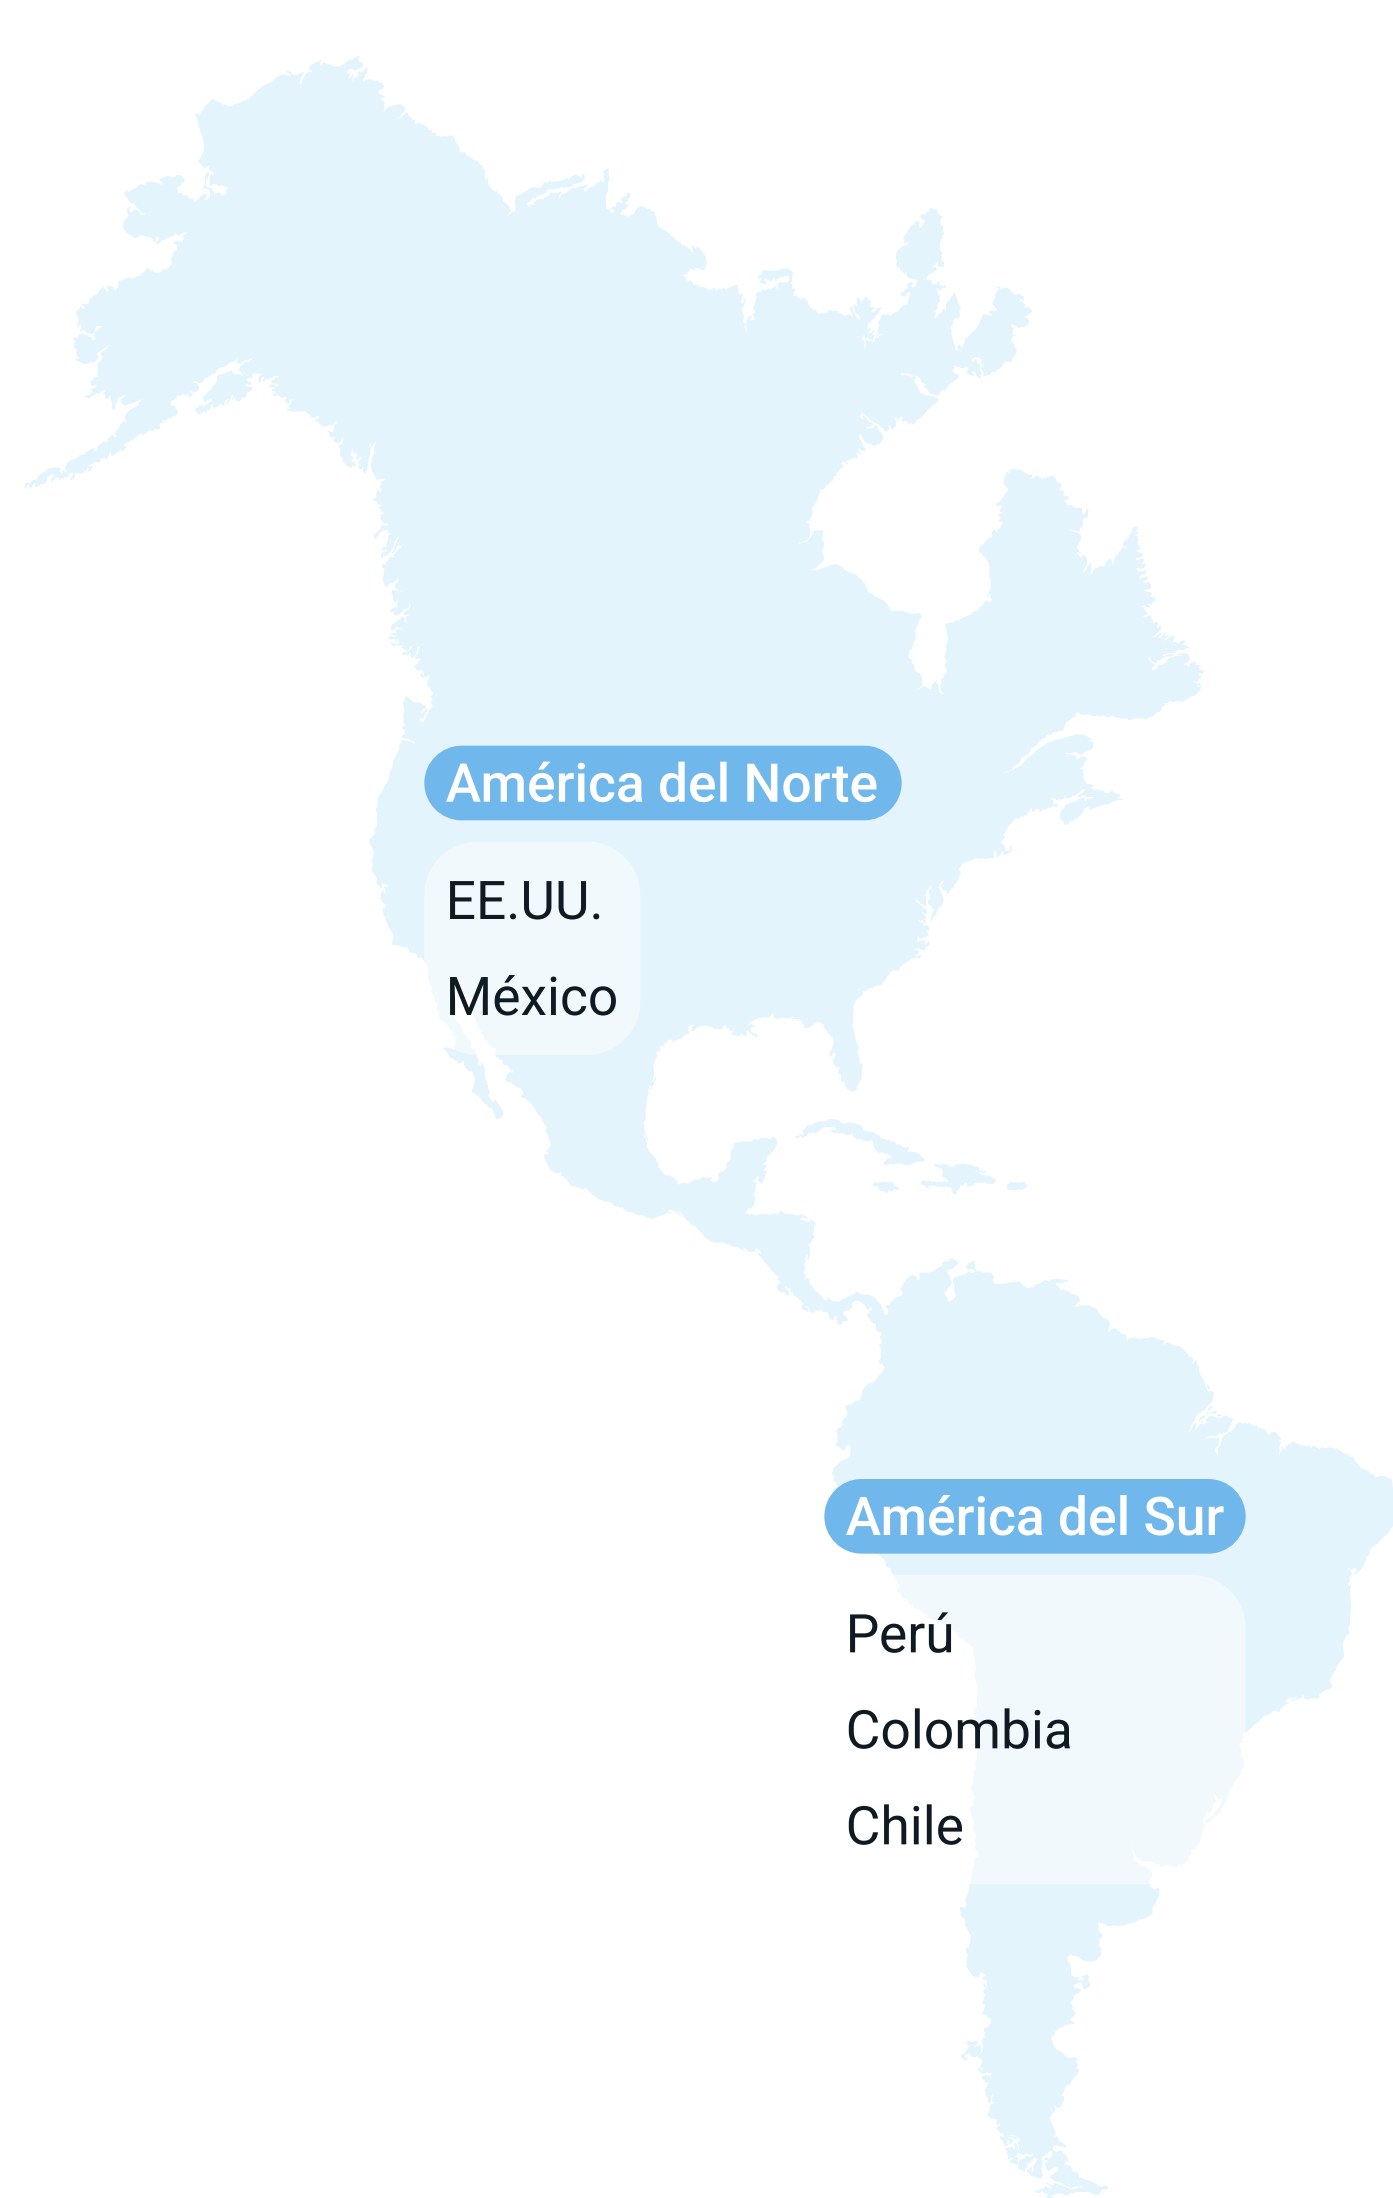 América del Norte
EE.UU.
México
América del Sur
Perú
Colombia
Chile